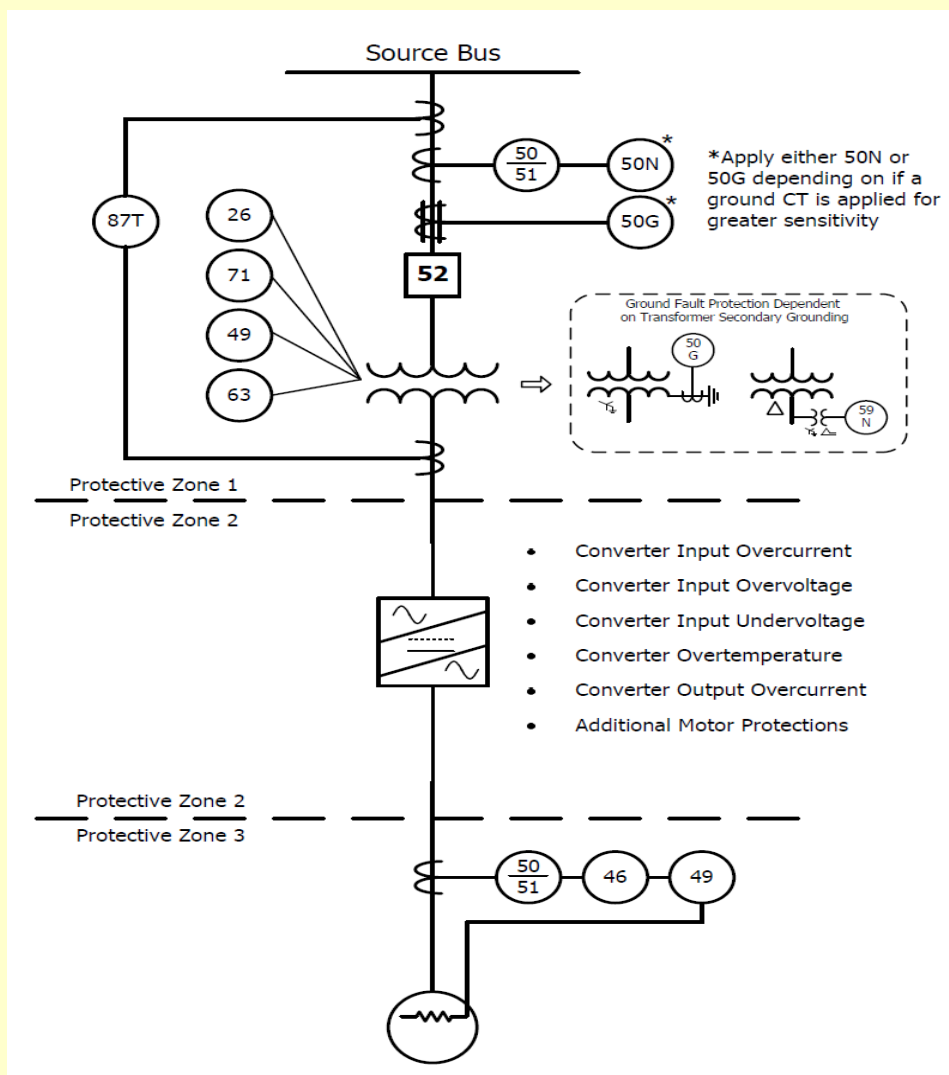 Source Bus
50
51
50N
*
*Apply either 50N or
50G depending on if a
ground CT is applied for
greater sensitivity
87T
26
50G
*
71
52
49
63
Ground Fault Protection Dependent
on Transformer Secondary Grounding
50
G
59
N
Protective Zone 1
Protective Zone 2
• Converter Input Overcurrent
• Converter Input Overvoltage
• Converter Input Undervoltage
• Converter Overtemperature
• Converter Output Overcurrent
• Additional Motor Protections
Protective Zone 2
Protective Zone 3
50
51
46
49